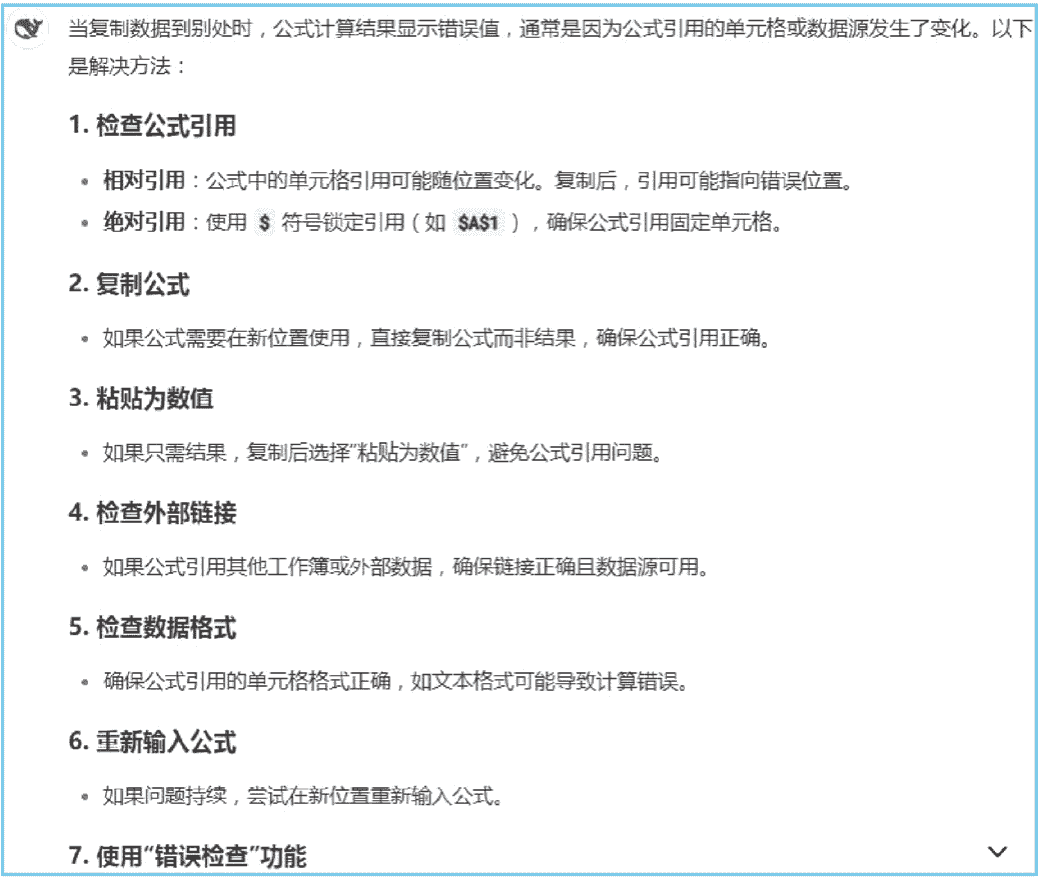 当复制数据到别处时，公式计算结果显示错误值，通常是因为公式引用的单元格或数据源发生了变化。以下
是解决方法：
1. 检查公式引用
• 相对引用：公式中的单元格引用可能随位置变化。复制后，引用可能指向错误位置。
• 绝对引用：使用 $ 符号锁定引用（如 $A$1 ），确保公式引用固定单元格。
2. 复制公式
• 如果公式需要在新位置使用，直接复制公式而非结果，确保公式引用正确。
3. 粘贴为数值
• 如果只需结果，复制后选择“粘贴为数值”，避免公式引用问题。
4. 检查外部链接
• 如果公式引用其他工作簿或外部数据，确保链接正确且数据源可用。
5. 检查数据格式
• 确保公式引用的单元格格式正确，如文本格式可能导致计算错误。
6. 重新输入公式
• 如果问题持续，尝试在新位置重新输入公式。
7. 使用“错误检查”功能